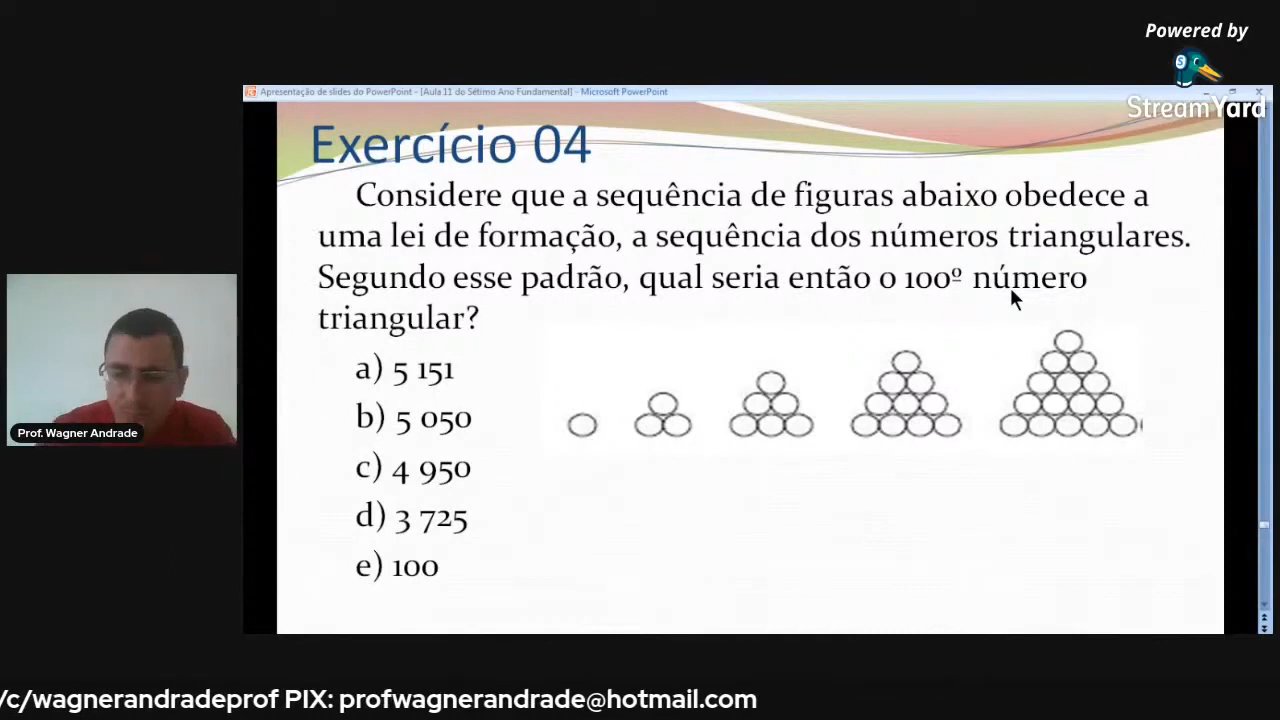 Powered by
StreamYard
Apresentação de slides do PowerPoint - [Aula 11 do Sétimo Ano Fundamental] - Microsoft PowerPoint
Exercício 04
Considere que a sequência de figuras abaixo obedece a
uma lei de formação, a sequência dos números triangulares.
Segundo esse padrão, qual seria então o 100º número
triangular?
a) 5 151
b) 5 050
c) 4 950
d) 3 725
e) 100
Prof. Wagner Andrade
/c/wagnerandradeprof PIX: profwagnerandrade@hotmail.com